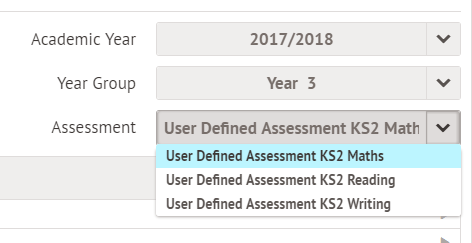 Academic Year 2017/2018
Year Group Year 3
Assessment User Defined Assessment KS2 Math
User Defined Assessment KS2 Maths
User Defined Assessment KS2 Reading
User Defined Assessment KS2 Writing